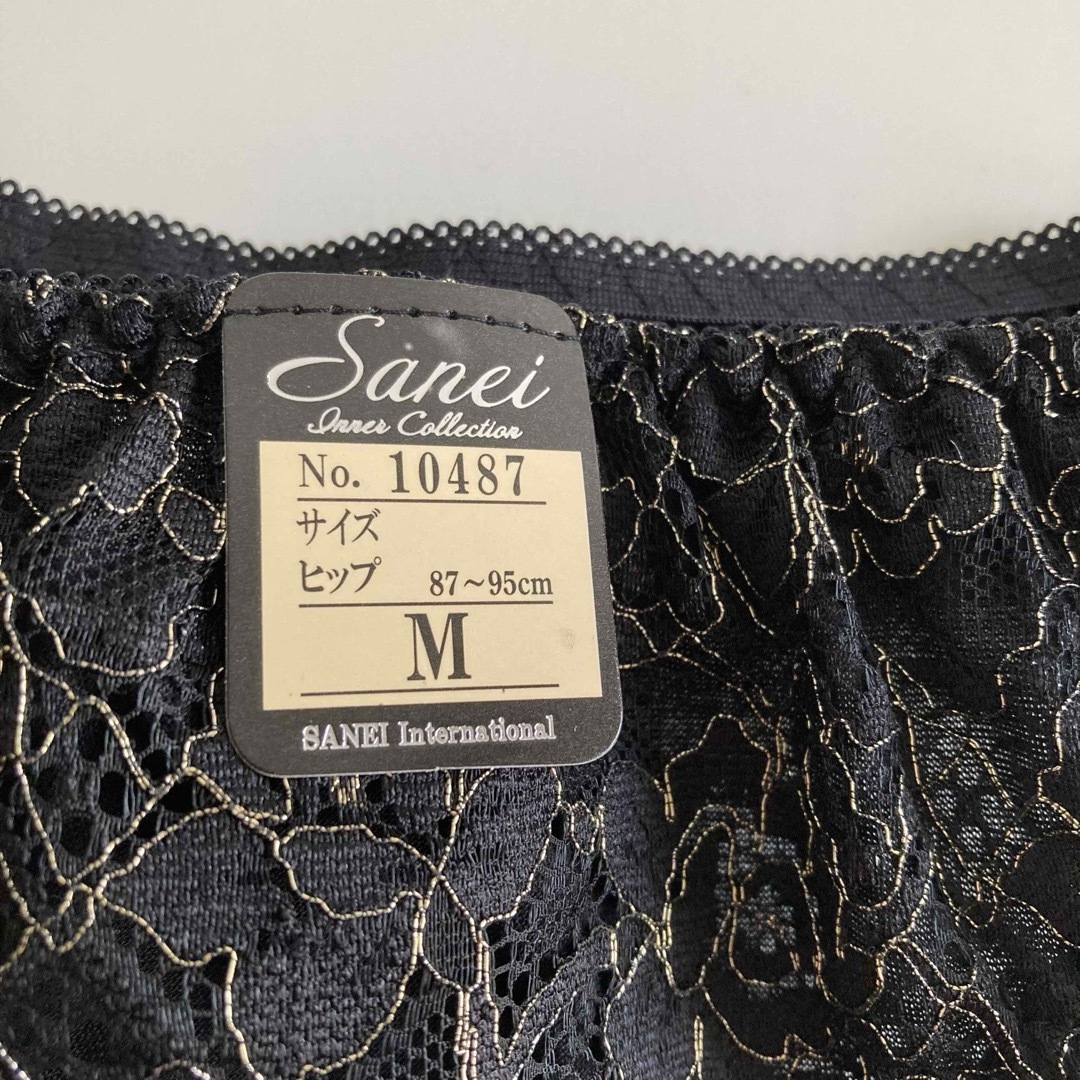 Sanei
Inner Collection
No. 10487
サイズ
ヒップ 87～95cm
M
SANEI International